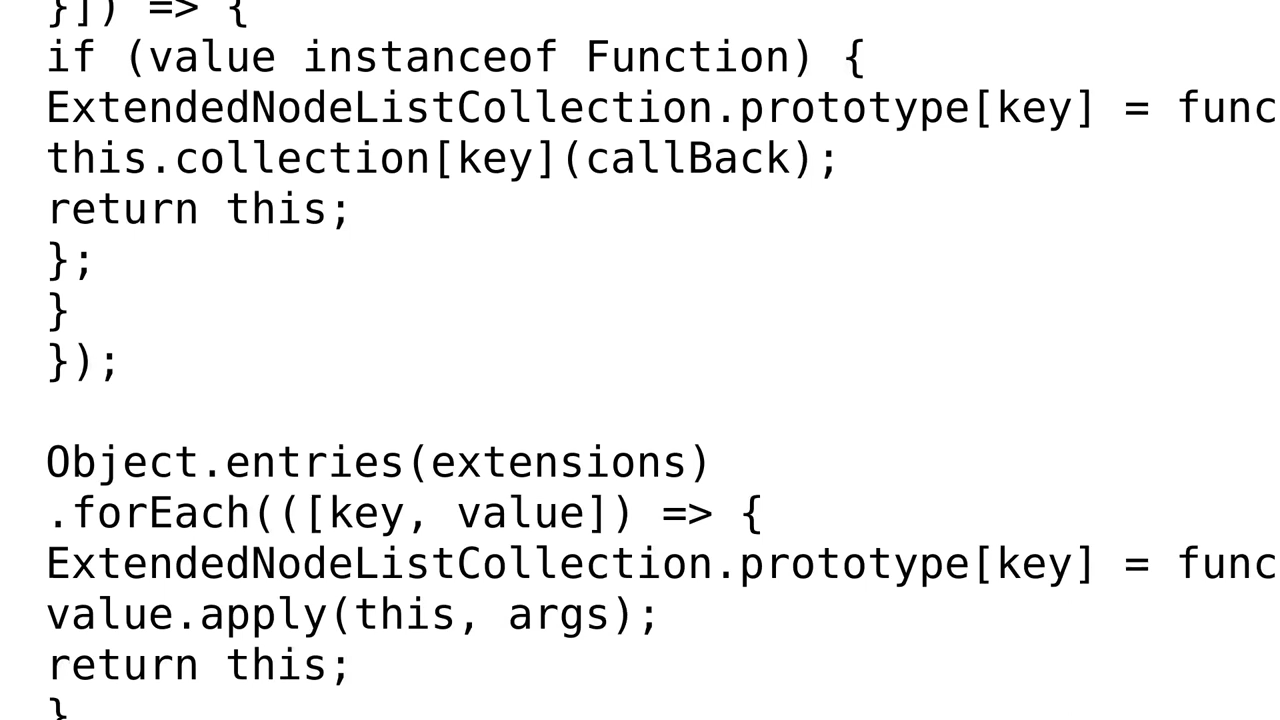 }]) => {
if (value instanceof Function) {
ExtendedNodeListCollection.prototype[key] = func
this.collection[key](callBack);
return this;
};
}
});

Object.entries(extensions)
.forEach(([key, value]) => {
ExtendedNodeListCollection.prototype[key] = func
value.apply(this, args);
return this;
}